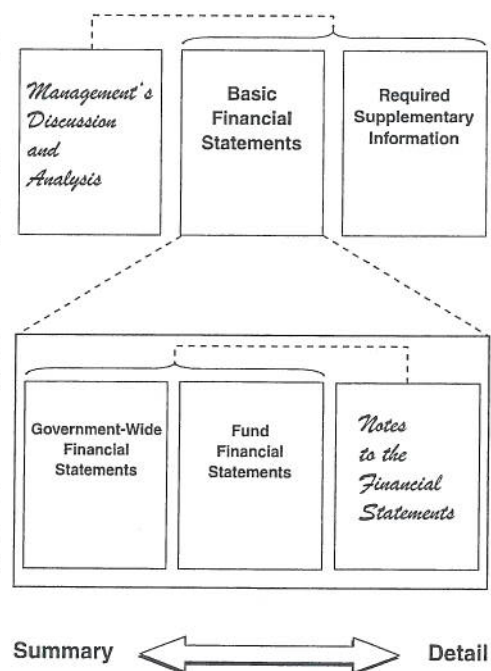 Management's
Discussion
and
Analysis
Basic
Financial
Statements
Required
Supplementary
Information
Government-Wide
Financial
Statements
Fund
Financial
Statements
Notes
to the
Financial
Statements
Summary
Detail